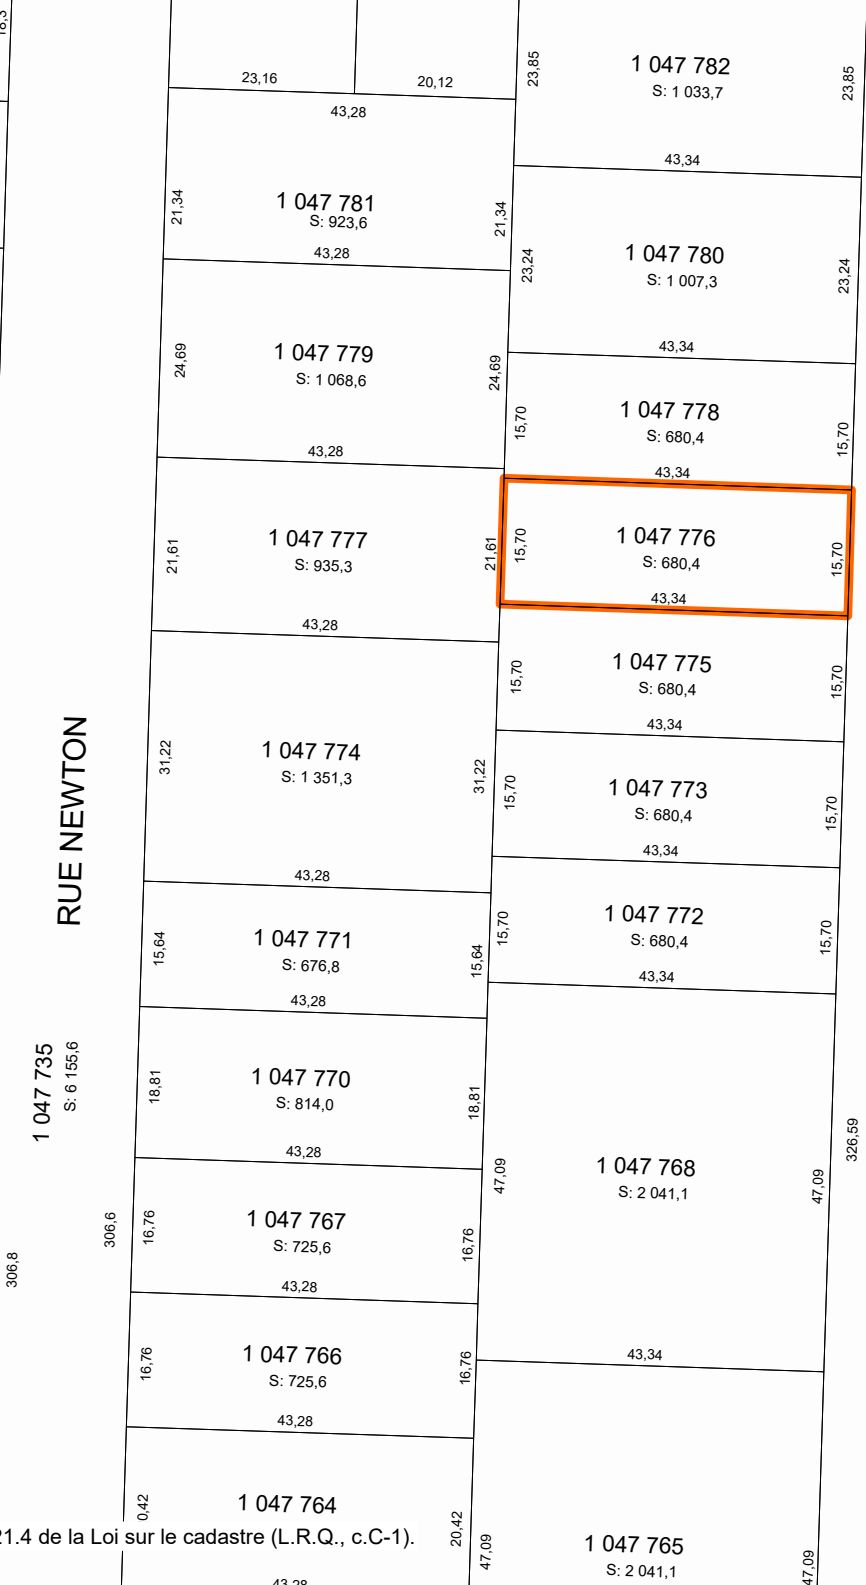 23,16
20,12
43,28
21,34
1 047 781
S: 923,6
21,34
43,28
24,69
1 047 779
S: 1 068,6
24,69
43,28
21,61
1 047 777
S: 935,3
21,61
43,28
31,22
1 047 774
S: 1 351,3
31,22
43,28
15,64
1 047 771
S: 676,8
15,64
43,28
18,81
1 047 770
S: 814,0
18,81
43,28
16,76
1 047 767
S: 725,6
16,76
43,28
16,76
1 047 766
S: 725,6
16,76
43,28
0,42
1 047 764
20,42
21.4 de la Loi sur le cadastre (L.R.Q., c.C-1).
43,28
23,85
1 047 782
S: 1 033,7
23,85
43,34
23,24
1 047 780
S: 1 007,3
23,24
43,34
15,70
1 047 778
S: 680,4
15,70
43,34
15,70
1 047 776
S: 680,4
15,70
43,34
15,70
1 047 775
S: 680,4
15,70
43,34
15,70
1 047 773
S: 680,4
15,70
43,34
15,70
1 047 772
S: 680,4
15,70
43,34
47,09
1 047 768
S: 2 041,1
47,09
43,34
326,59
47,09
1 047 765
S: 2 041,1
47,09
RUE NEWTON
1 047 735
S: 6 155,6
306,6
306,8